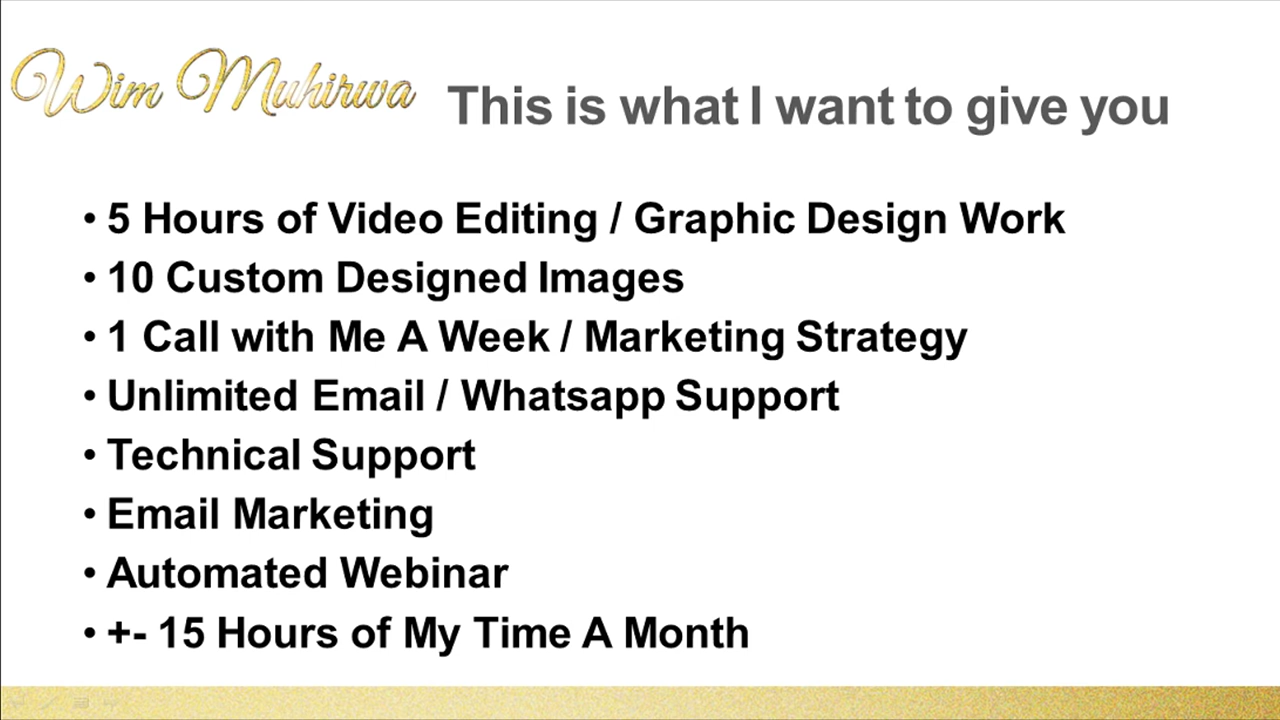 Wim Muhirwa
This is what I want to give you
• 5 Hours of Video Editing / Graphic Design Work
• 10 Custom Designed Images
• 1 Call with Me A Week / Marketing Strategy
• Unlimited Email / Whatsapp Support
• Technical Support
• Email Marketing
• Automated Webinar
• +- 15 Hours of My Time A Month